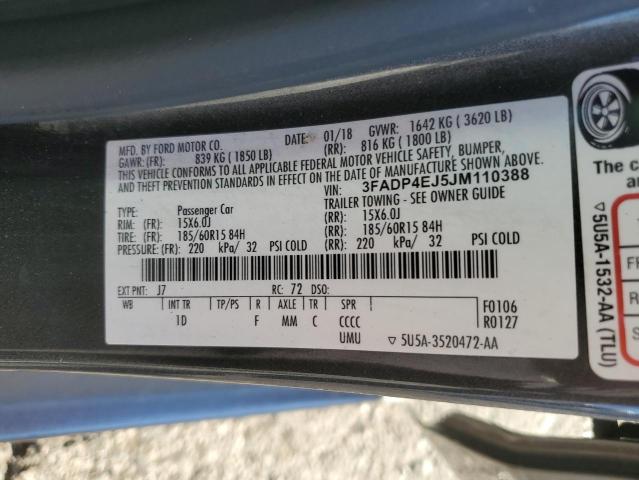 MFD. BY FORD MOTOR CO.
DATE: 01/18 GVWR: 1642 KG ( 3620 LB)
GAWR: (FR): 839 KG ( 1850 LB) (RR): 816 KG ( 1800 LB)
THIS VEHICLE CONFORMS TO ALL APPLICABLE FEDERAL MOTOR VEHICLE SAFETY, BUMPER,
AND THEFT PREVENTION STANDARDS IN EFFECT ON THE DATE OF MANUFACTURE SHOWN ABOVE.
VIN: 3FADP4EJ5JM110388
TYPE: Passenger Car TRAILER TOWING - SEE OWNER GUIDE
RIM: (FR): 15X6.0J (RR): 15X6.0J
TIRE: (FR): 185/60R15 84H (RR): 185/60R15 84H
PRESSURE: (FR): 220 kPa/ 32 PSI COLD (RR): 220 kPa/ 32 PSI COLD
EXT PNT: J7 RC: 72 DSO:
WB INT TR TP/PS R AXLE TR SPR F0106
1D F MM C CCCC R0127
UMU ▽ 5U5A-3520472-AA
The c
▽ 5U5A-1532-AA (TLU)
R
S